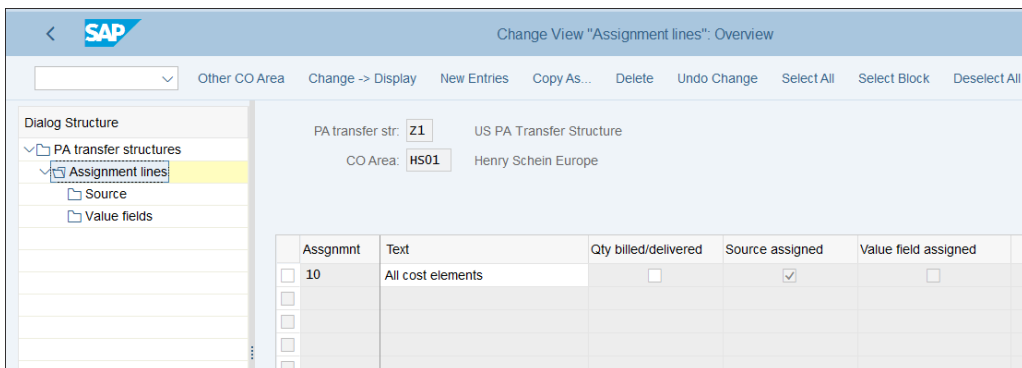 SAP
Change View "Assignment lines": Overview
Other CO Area Change -> Display New Entries Copy As... Delete Undo Change Select All Select Block Deselect All
Dialog Structure
PA transfer structures
Assignment lines
Source
Value fields
PA transfer str: Z1 US PA Transfer Structure
CO Area: HS01 Henry Schein Europe
Assgnmnt Text Qty billed/delivered Source assigned Value field assigned
10 All cost elements